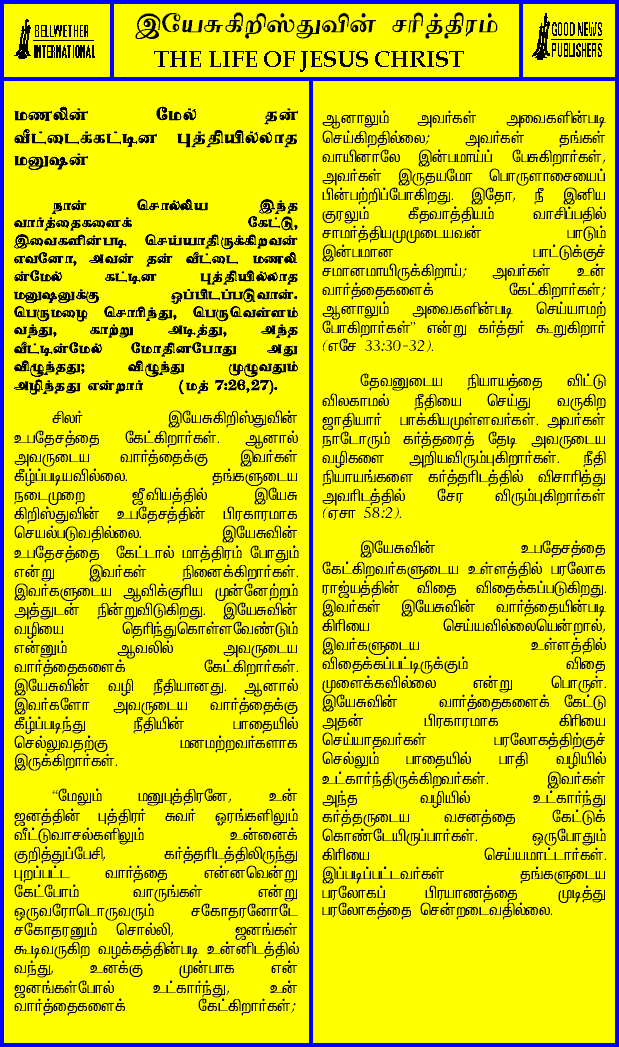 BELLWETHER
INTERNATIONAL
இயேசுகிறிஸ்துவின் சரித்திரம்
THE LIFE OF JESUS CHRIST
GOOD NEWS
PUBLISHERS
மணலின் மேல் தன்
வீட்டைக்கட்டின புத்தியில்லாத
மனுஷன்
நான் சொல்லிய இந்த
வார்த்தைகளைக் கேட்டு,
இவைகளின்படி செய்யாதிருக்கிறவன்
எவனோ, அவன் தன் வீட்டை மணலி
ன்மேல் கட்டின புத்தியில்லாத
மனுஷனுக்கு ஒப்பிடப்படுவான்.
பெருமழை சொரிந்து, பெருவெள்ளம்
வந்து, காற்று அடித்து, அந்த
வீட்டின்மேல் மோதினபோது அது
விழுந்தது; விழுந்து முழுவதும்
அழிந்தது என்றார் (மத் 7:26,27).
சிலர் இயேசுகிறிஸ்துவின்
உபதேசத்தை கேட்கிறார்கள். ஆனால்
அவருடைய வார்த்தைக்கு இவர்கள்
கீழ்ப்படியவில்லை. தங்களுடைய
நடைமுறை ஜீவியத்தில் இயேசு
கிறிஸ்துவின் உபதேசத்தின் பிரகாரமாக
செயல்படுவதில்லை. இயேசுவின்
உபதேசத்தை கேட்டால் மாத்திரம் போதும்
என்று இவர்கள் நினைக்கிறார்கள்.
இவர்களுடைய ஆவிக்குரிய முன்னேற்றம்
அத்துடன் நின்றுவிடுகிறது. இயேசுவின்
வழியை தெரிந்துகொள்ளவேண்டும்
என்னும் ஆவலில் அவருடைய
வார்த்தைகளைக் கேட்கிறார்கள்.
இயேசுவின் வழி நீதியானது. ஆனால்
இவர்களோ அவருடைய வார்த்தைக்கு
கீழ்ப்படிந்து நீதியின் பாதையில்
செல்லுவதற்கு மனமற்றவர்களாக
இருக்கிறார்கள்.
“மேலும் மனுபுத்திரனே, உன்
ஜனத்தின் புத்திரர் சுவர் ஓரங்களிலும்
வீட்டுவாசல்களிலும் உன்னைக்
குறித்துப்பேசி, கர்த்தரிடத்திலிருந்து
புறப்பட்ட வார்த்தை என்னவென்று
கேட்போம் வாருங்கள் என்று
ஒருவரோடொருவரும் சகோதரனோடே
சகோதரனும் சொல்லி, ஜனங்கள்
கூடிவருகிற வழக்கத்தின்படி உன்னிடத்தில்
வந்து, உனக்கு முன்பாக என்
ஜனங்கள்போல் உட்கார்ந்து, உன்
வார்த்தைகளைக் கேட்கிறார்கள்;
ஆனாலும் அவர்கள் அவைகளின்படி
செய்கிறதில்லை; அவர்கள் தங்கள்
வாயினாலே இன்பமாய்ப் பேசுகிறார்கள்,
அவர்கள் இருதயமோ பொருளாசையைப்
பின்பற்றிப்போகிறது. இதோ, நீ இனிய
குரலும் கீதவாத்தியம் வாசிப்பதில்
சாமர்த்தியமுமுடையவன் பாடும்
இன்பமான பாட்டுக்குச்
சமானமாயிருக்கிறாய்; அவர்கள் உன்
வார்த்தைகளைக் கேட்கிறார்கள்;
ஆனாலும் அவைகளின்படி செய்யாமற்
போகிறார்கள்” என்று கர்த்தர் கூறுகிறார்
(எசே 33:30-32).
தேவனுடைய நியாயத்தை விட்டு
விலகாமல் நீதியை செய்து வருகிற
ஜாதியார் பாக்கியமுள்ளவர்கள். அவர்கள்
நாடோரும் கர்த்தரைத் தேடி அவருடைய
வழிகளை அறியவிரும்புகிறார்கள். நீதி
நியாயங்களை கர்த்தரிடத்தில் விசாரித்து
அவரிடத்தில் சேர விரும்புகிறார்கள்
(ஏசா 58:2).
இயேசுவின் உபதேசத்தை
கேட்கிறவர்களுடைய உள்ளத்தில் பரலோக
ராஜ்யத்தின் விதை விதைக்கப்படுகிறது.
இவர்கள் இயேசுவின் வார்த்தையின்படி
கிரியை செய்யவில்லையென்றால்,
இவர்களுடைய உள்ளத்தில்
விதைக்கப்பட்டிருக்கும் விதை
முளைக்கவில்லை என்று பொருள்.
இயேசுவின் வார்த்தைகளைக் கேட்டு
அதன் பிரகாரமாக கிரியை
செய்யாதவர்கள் பரலோகத்திற்குச்
செல்லும் பாதையில் பாதி வழியில்
உட்கார்ந்திருக்கிறவர்கள். இவர்கள்
அந்த வழியில் உட்கார்ந்து
கர்த்தருடைய வசனத்தை கேட்டுக்
கொண்டேயிருப்பார்கள். ஒருபோதும்
கிரியை செய்யமாட்டார்கள்.
இப்படிப்பட்டவர்கள் தங்களுடைய
பரலோகப் பிரயாணத்தை முடித்து
பரலோகத்தை சென்றடைவதில்லை.